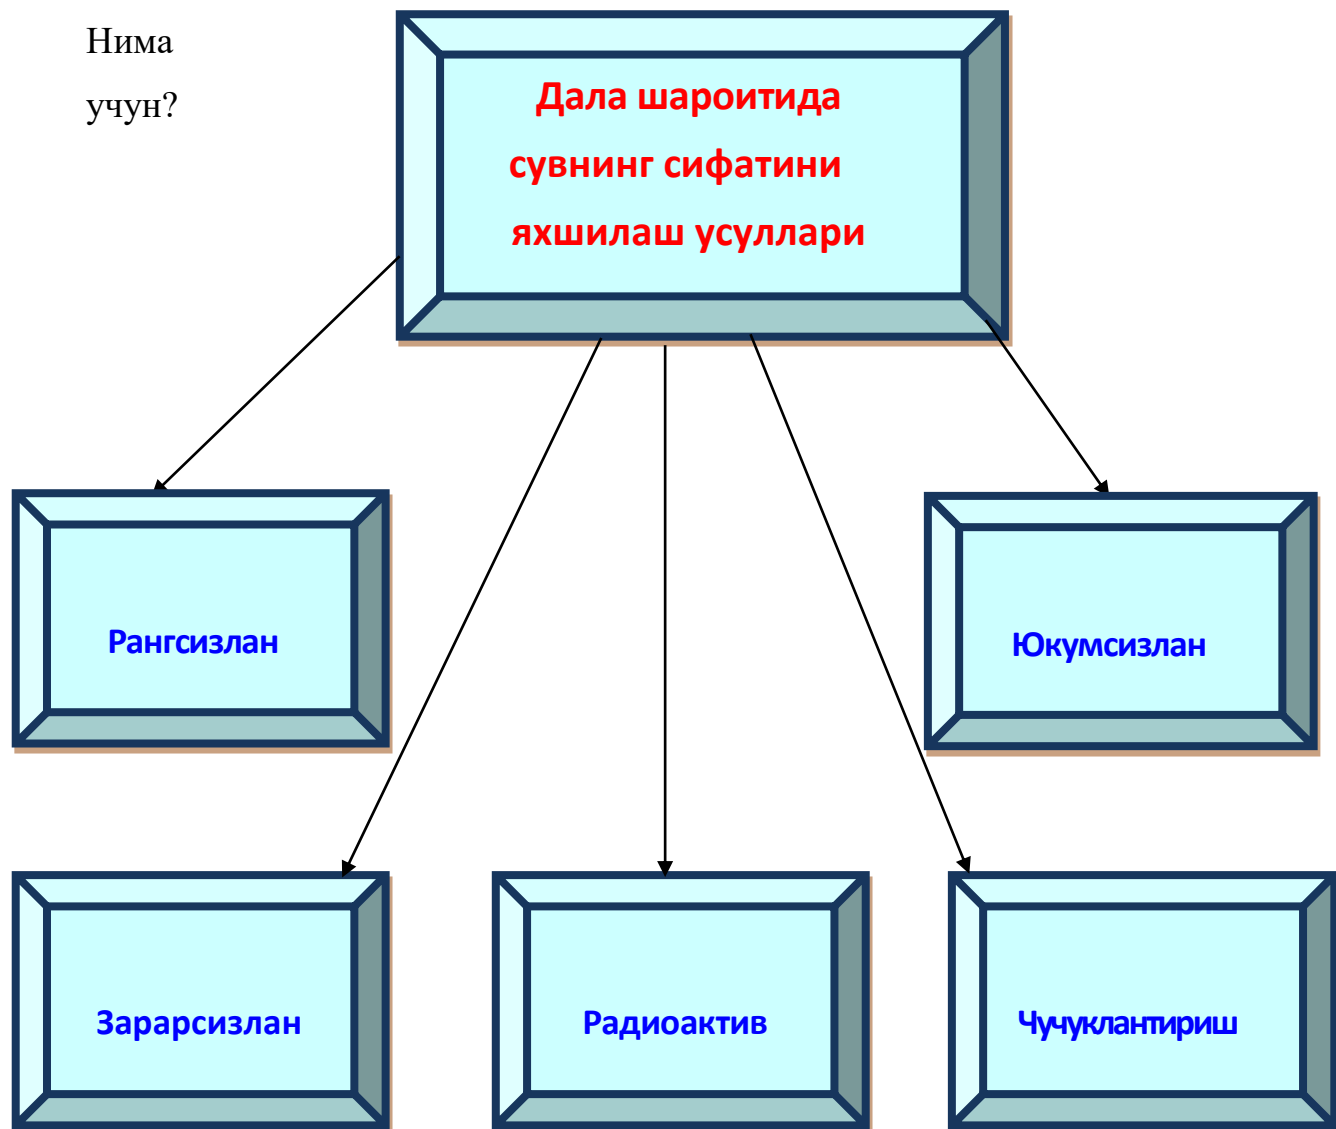 Нима
учун?
Дала шароитида
сувнинг сифатини
яхшилаш усуллари
Рангсизлан
Юкумсизлан
Зарарсизлан
Радиоактив
Чучуклантириш